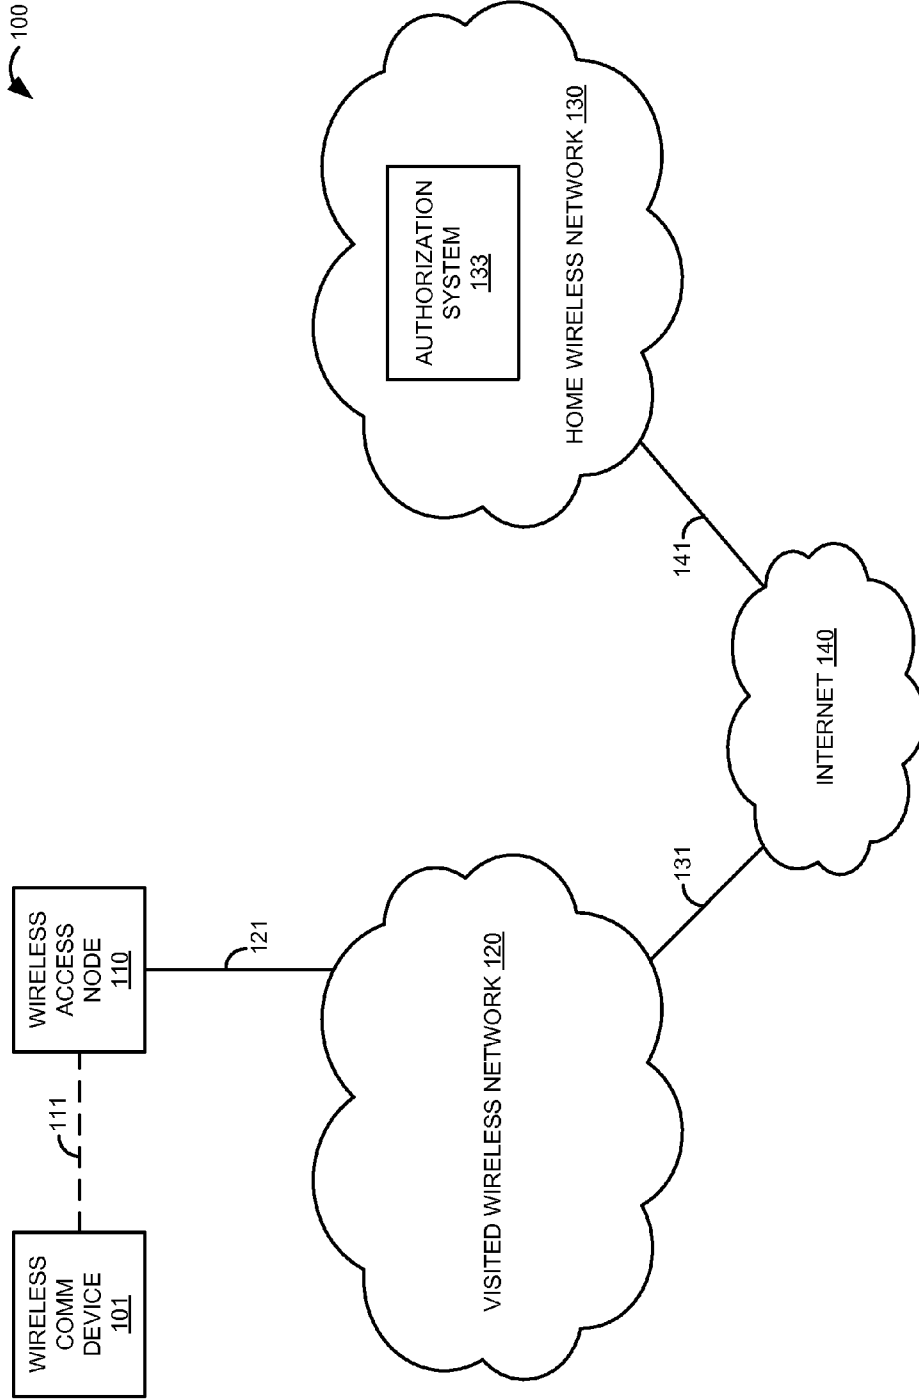 100
WIRELESS
COMM
DEVICE
101
111
WIRELESS
ACCESS
NODE
110
121
VISITED WIRELESS NETWORK 120
131
INTERNET 140
141
AUTHORIZATION
SYSTEM
133
HOME WIRELESS NETWORK 130